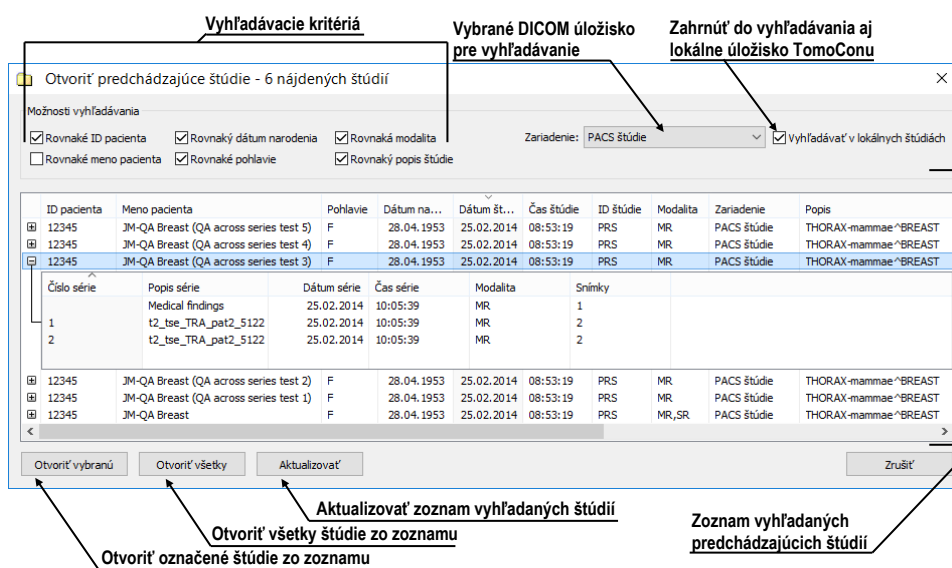 Vyhľadávacie kritériá
Vybrané DICOM úložisko
pre vyhľadávanie
Zahrnúť do vyhľadávania aj
lokálne úložisko TomoConu
Otvoriť predchádzajúce štúdie - 6 nájdených štúdií
Možnosti vyhľadávania
Rovnaké ID pacienta Rovnaký dátum narodenia Rovnaká modalita Zariadenie: PACS štúdie Vyhľadávať v lokálnych štúdiách
Rovnaké meno pacienta Rovnaké pohlavie Rovnaký popis štúdie
ID pacienta Meno pacienta Pohlavie Dátum na... Dátum št... Čas štúdie ID štúdie Modalita Zariadenie Popis
12345 JM-QA Breast (QA across series test 5) F 28.04.1953 25.02.2014 08:53:19 PRS MR PACS štúdie THORAX-mammae^BREAST
12345 JM-QA Breast (QA across series test 4) F 28.04.1953 25.02.2014 08:53:19 PRS MR PACS štúdie THORAX-mammae^BREAST
12345 JM-QA Breast (QA across series test 3) F 28.04.1953 25.02.2014 08:53:19 PRS MR PACS štúdie THORAX-mammae^BREAST
Číslo série Popis série Dátum série Čas série Modalita Snímky
Medical findings 25.02.2014 10:05:39 MR 1
1 t2_tse_TRA_pat2_5122 25.02.2014 10:05:39 MR 2
2 t2_tse_TRA_pat2_5122 25.02.2014 10:05:39 MR 2
12345 JM-QA Breast (QA across series test 2) F 28.04.1953 25.02.2014 08:53:19 PRS MR PACS štúdie THORAX-mammae^BREAST
12345 JM-QA Breast (QA across series test 1) F 28.04.1953 25.02.2014 08:53:19 PRS MR PACS štúdie THORAX-mammae^BREAST
12345 JM-QA Breast F 28.04.1953 25.02.2014 08:53:19 PRS MR,SR PACS štúdie THORAX-mammae^BREAST
Otvoriť vybranú Otvoriť všetky Aktualizovať Zrušiť
Aktualizovať zoznam vyhľadaných štúdií
Otvoriť všetky štúdie zo zoznamu
Otvoriť označené štúdie zo zoznamu
Zoznam vyhľadaných
predchádzajúcich štúdií